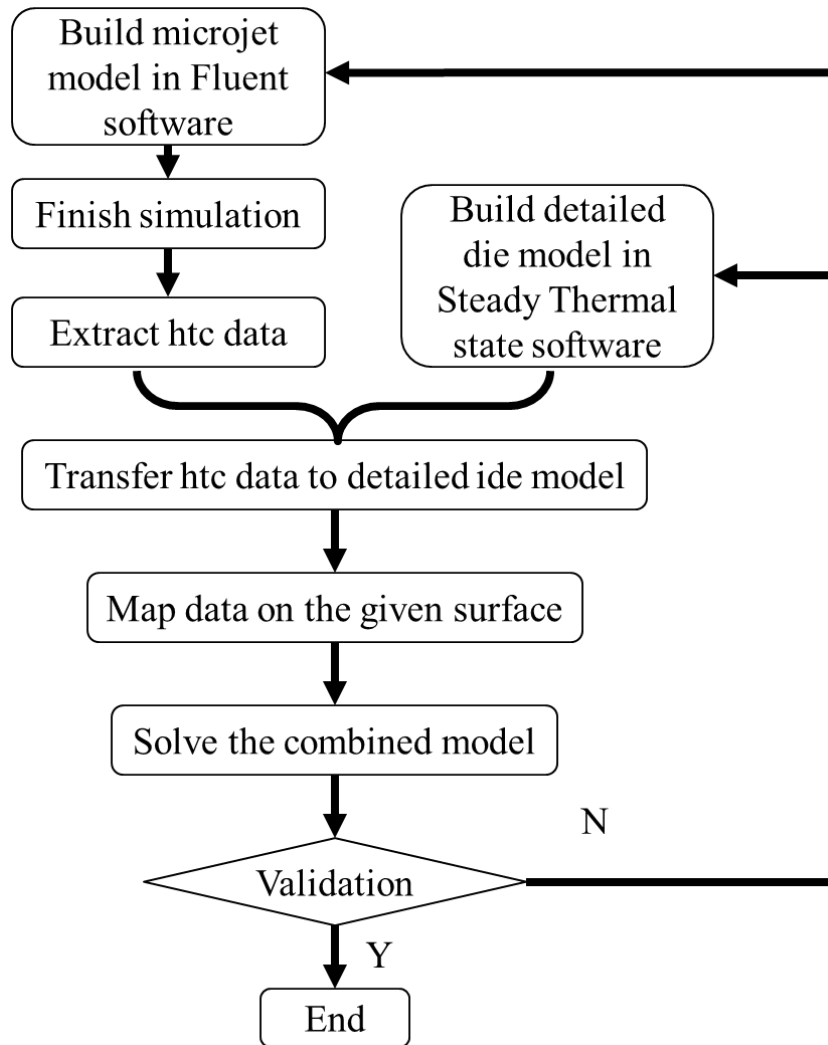 Build microjet
model in Fluent
software
Finish simulation
Extract htc data
Build detailed
die model in
Steady Thermal
state software
Transfer htc data to detailed ide model
Map data on the given surface
Solve the combined model
Validation
N
Y
End